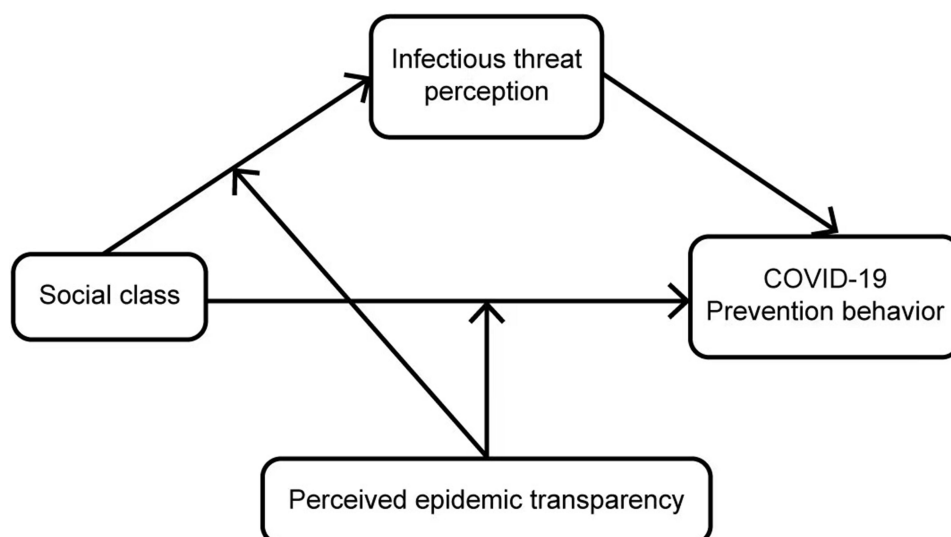 Infectious threat
perception
Social class
COVID-19
Prevention behavior
Perceived epidemic transparency